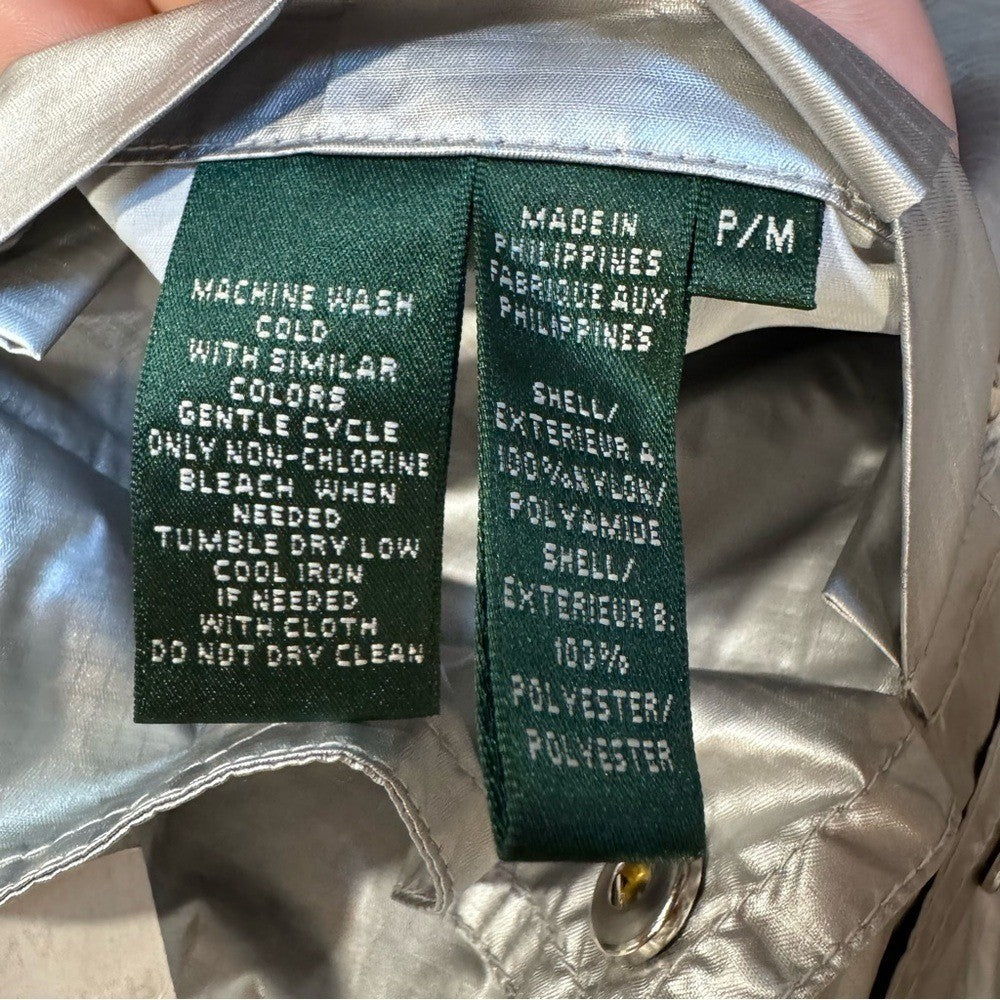 MACHINE WASH
COLD
WITH SIMILAR
COLORS
GENTLE CYCLE
ONLY NON-CHLORINE
BLEACH WHEN
NEEDED
TUMBLE DRY LOW
COOL IRON
IF NEEDED
WITH CLOTH
DO NOT DRY CLEAN
MADE IN
PHILIPPINES
FABRIQUE AUX
PHILIPPINES
SHELL/
EXTERIEUR A:
100% NYLON/
POLYAMIDE
SHELL/
EXTERIEUR B:
100%
POLYESTER/
POLYESTER
P/M